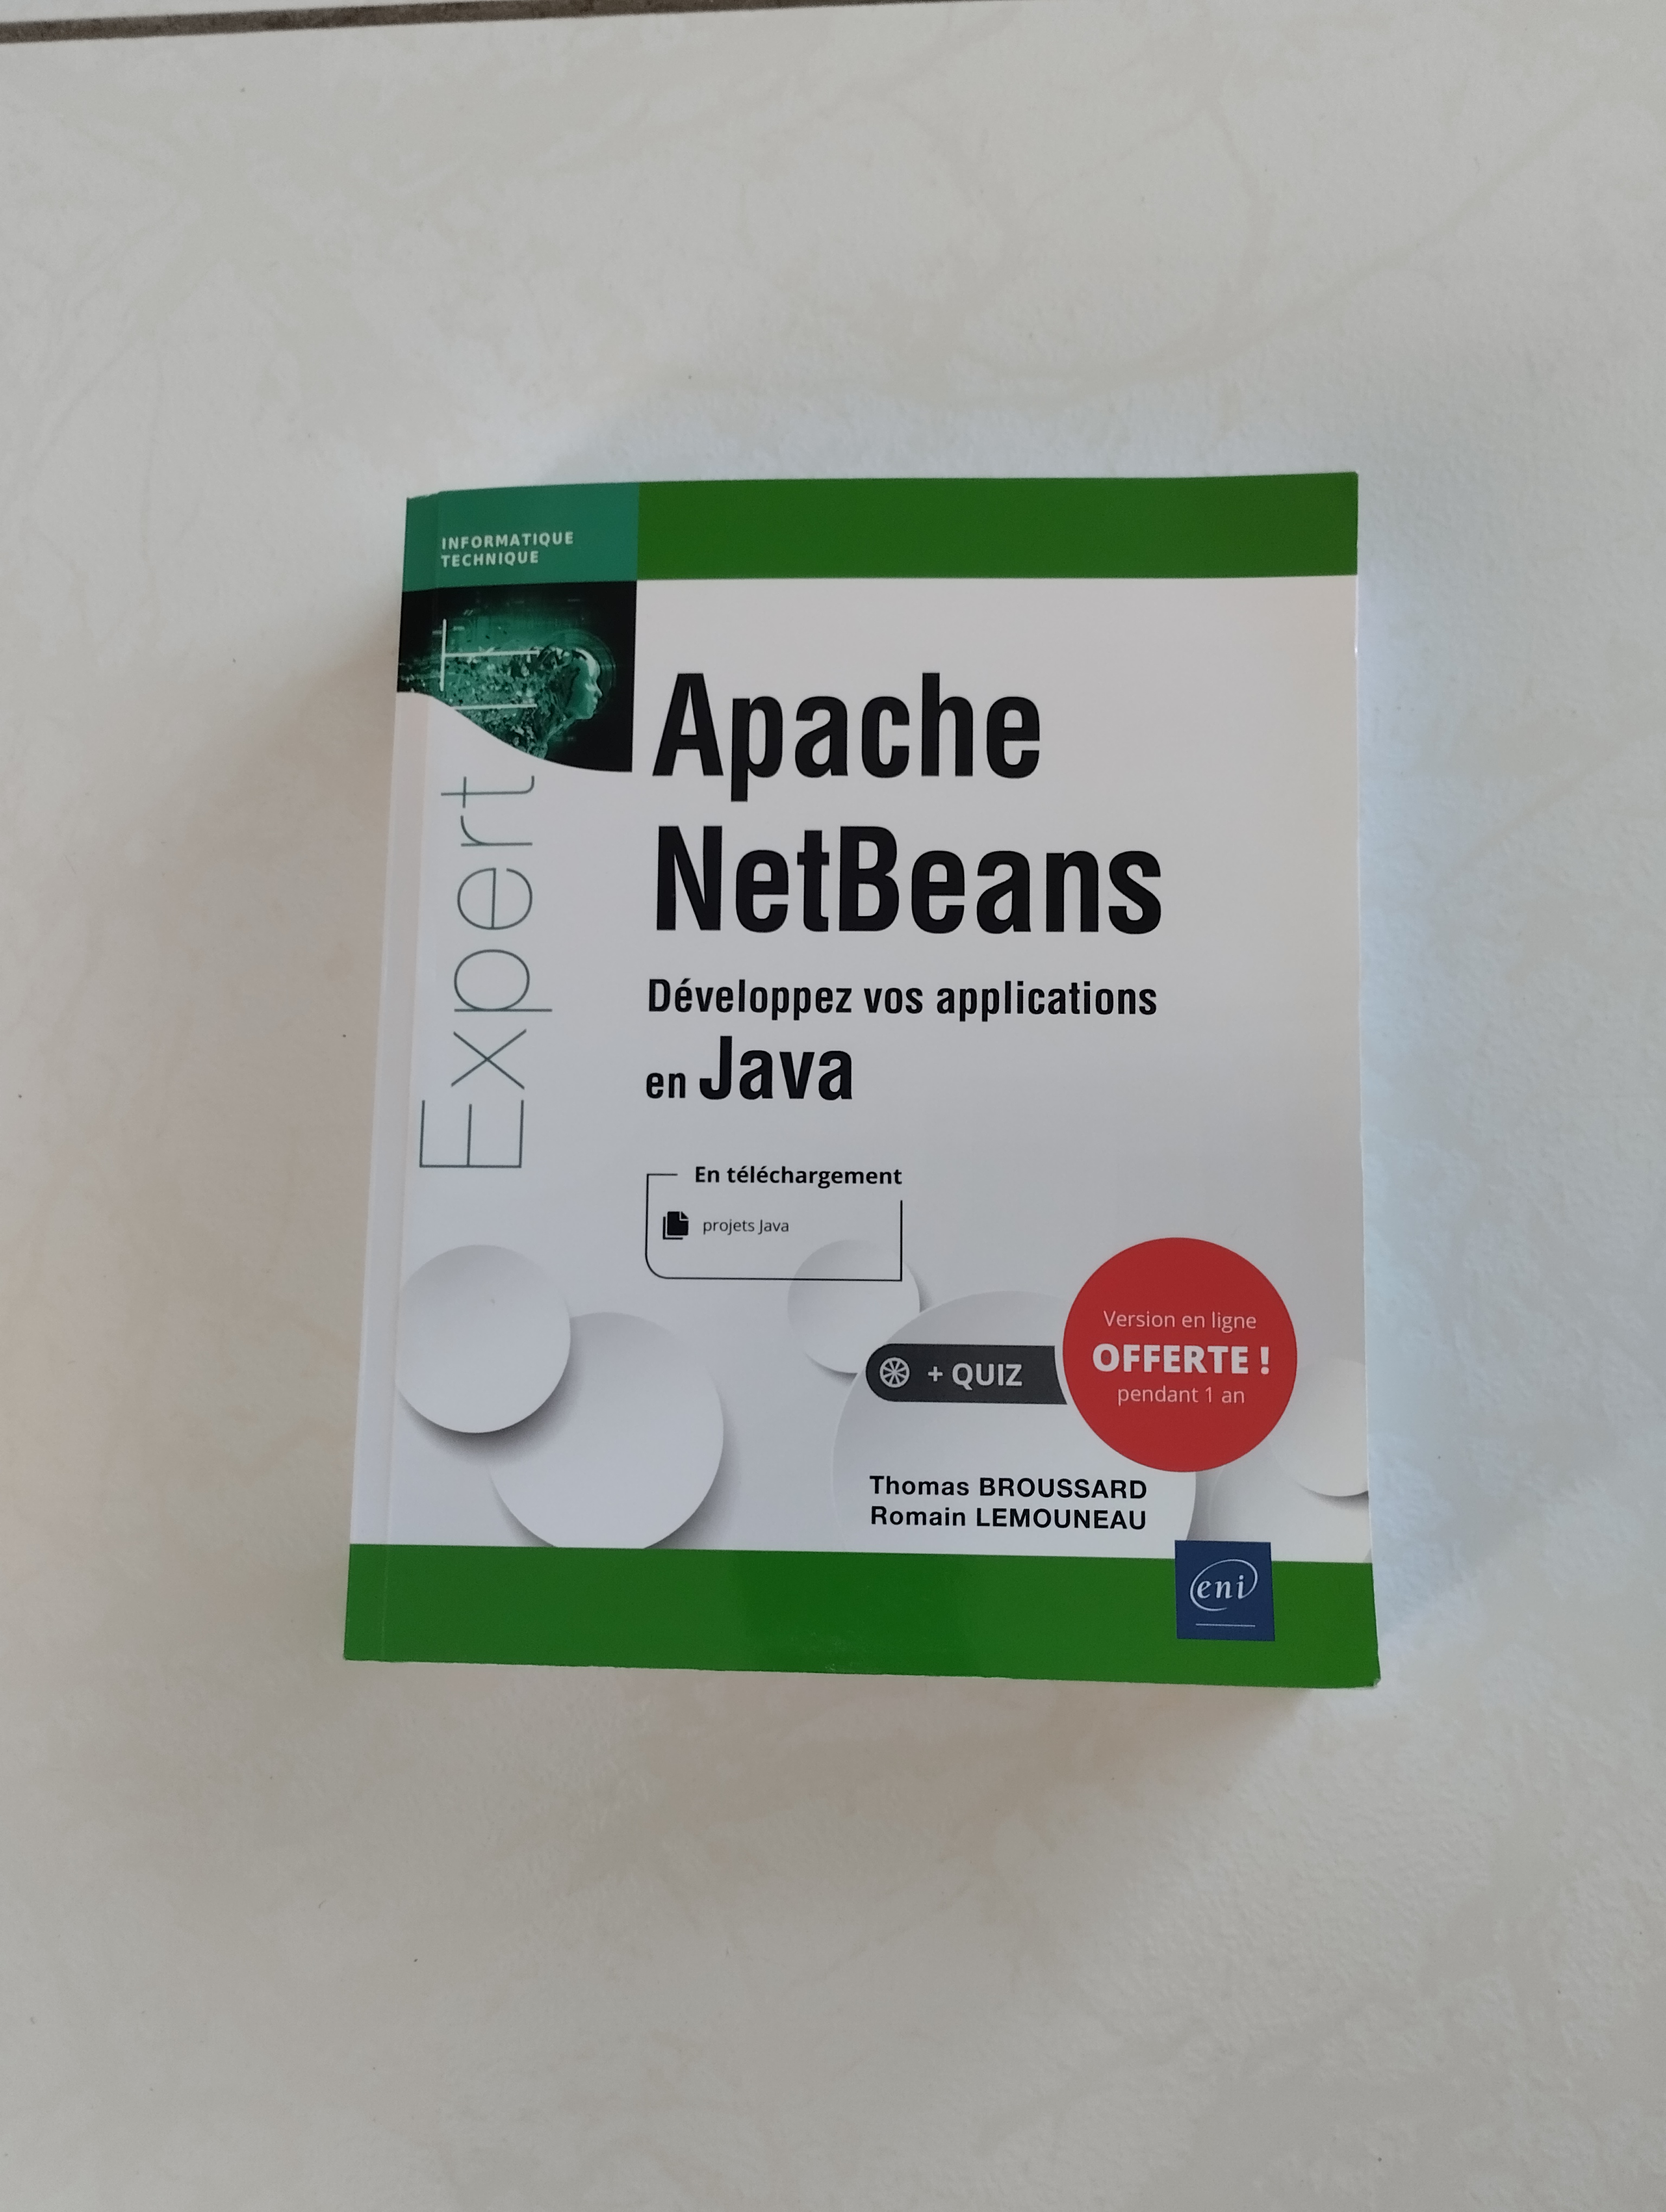 INFORMATIQUE
TECHNIQUE
Expert IT
Apache
NetBeans
Développez vos applications
en Java
En téléchargement
projets Java
+ QUIZ
Version en ligne
OFFERTE !
pendant 1 an
Thomas BROUSSARD
Romain LEMOUNEAU
eni